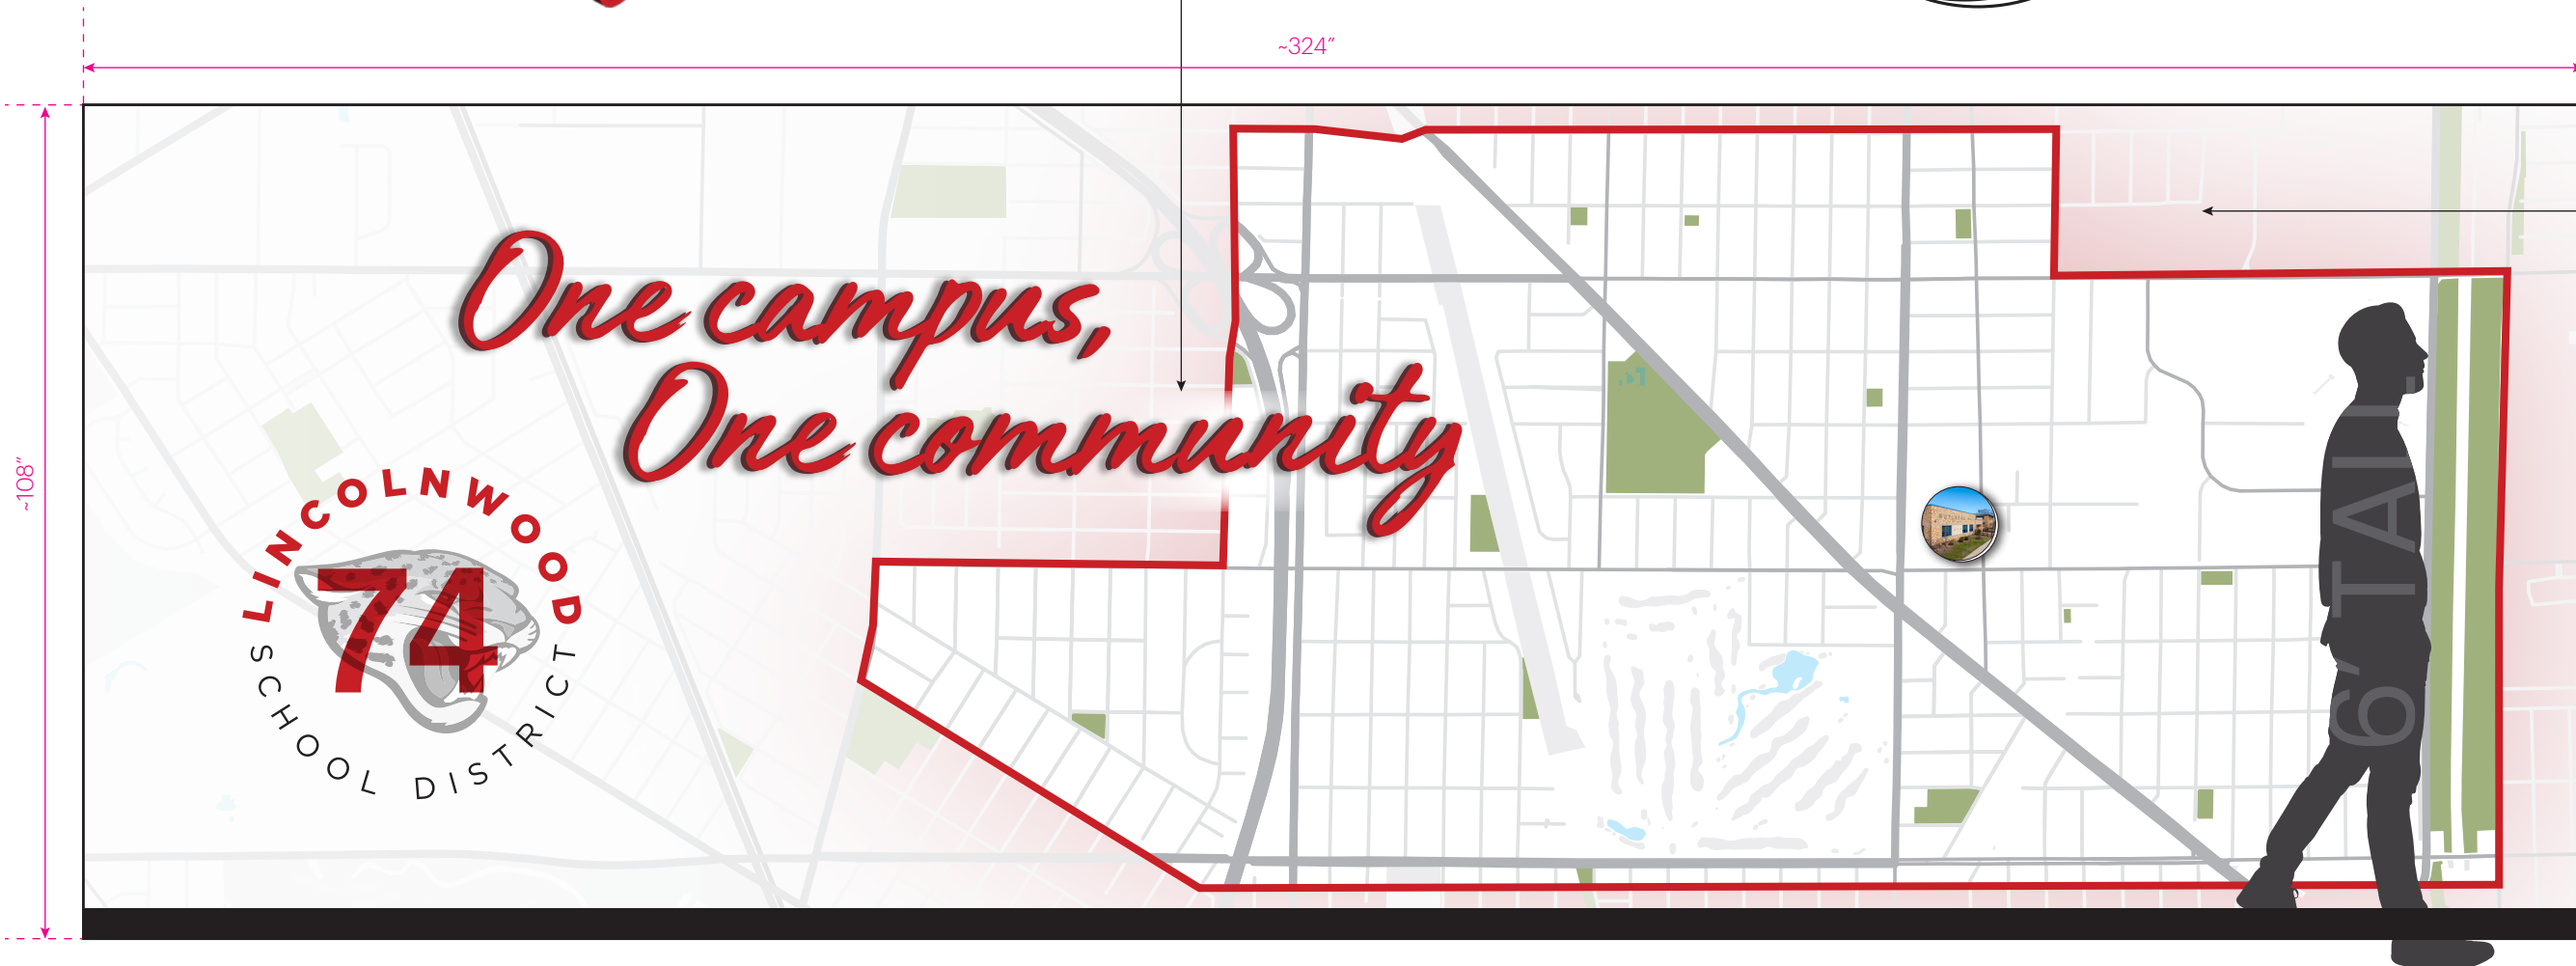 ~324”
~108”
One campus,
One community
LINCOLNWOOD
74
SCHOOL DISTRICT
6’ TALL